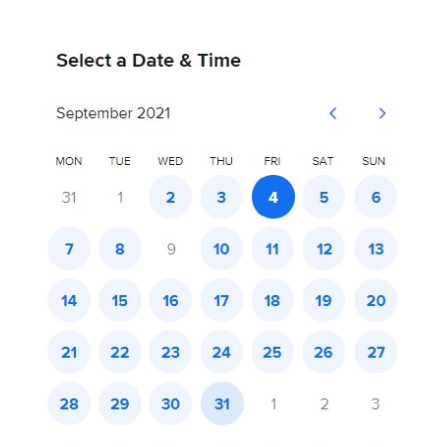 Select a Date & Time
September 2021
MON TUE WED THU FRI SAT SUN
31 1 2 3 4 5 6
7 8 9 10 11 12 13
14 15 16 17 18 19 20
21 22 23 24 25 26 27
28 29 30 31 1 2 3